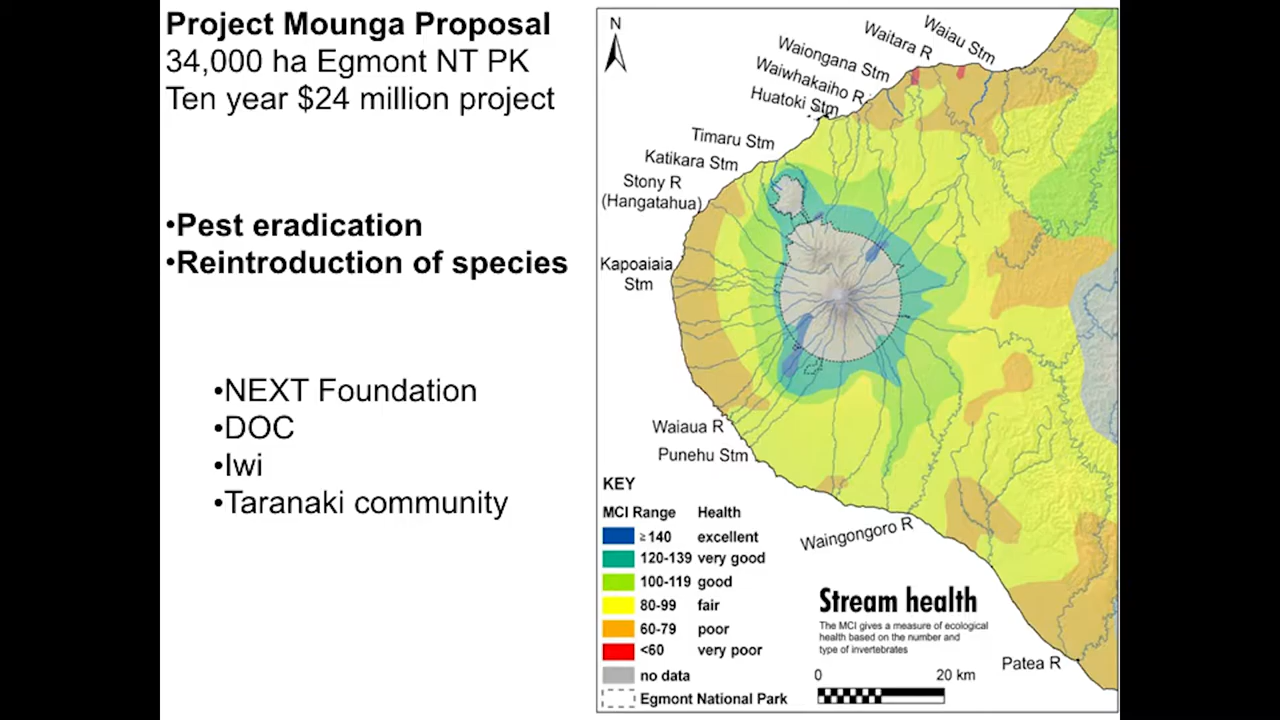 Project Mounga Proposal
34,000 ha Egmont NT PK
Ten year $24 million project
•Pest eradication
•Reintroduction of species
•NEXT Foundation
•DOC
•Iwi
•Taranaki community
N
Waiau Stm
Waitara R
Waiongana Stm
Waiwhakaiho R
Huatoki Stm
Timaru Stm
Katikara Stm
Stony R
(Hangatahua)
Kapoaiaia
Stm
Waiaua R
Punehu Stm
Waingongoro R
Patea R
KEY
MCI Range Health
≥140 excellent
120-139 very good
100-119 good
80-99 fair
60-79 poor
<60 very poor
no data
Egmont National Park
Stream health
The MCI gives a measure of ecological
health based on the number and
type of invertebrates
0 20 km